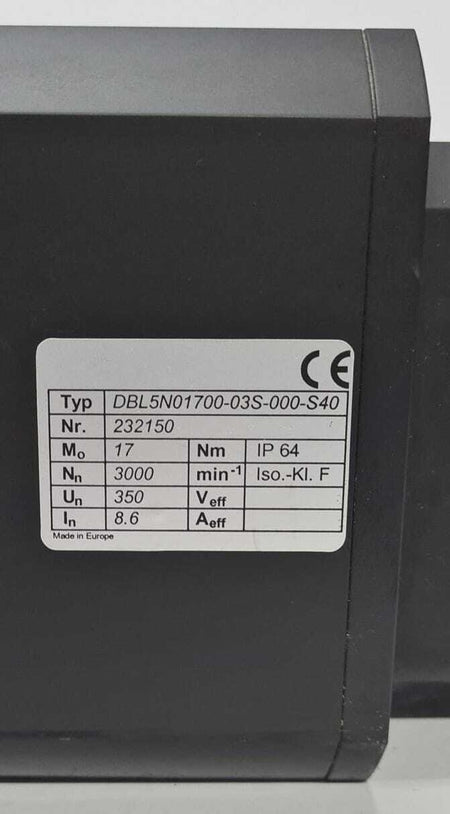 CE
Typ DBL5N01700-03S-000-S40
Nr. 232150
Mo 17 Nm IP 64
Nn 3000 min-1 Iso.-Kl. F
Un 350 Veff
In 8.6 Aeff
Made in Europe